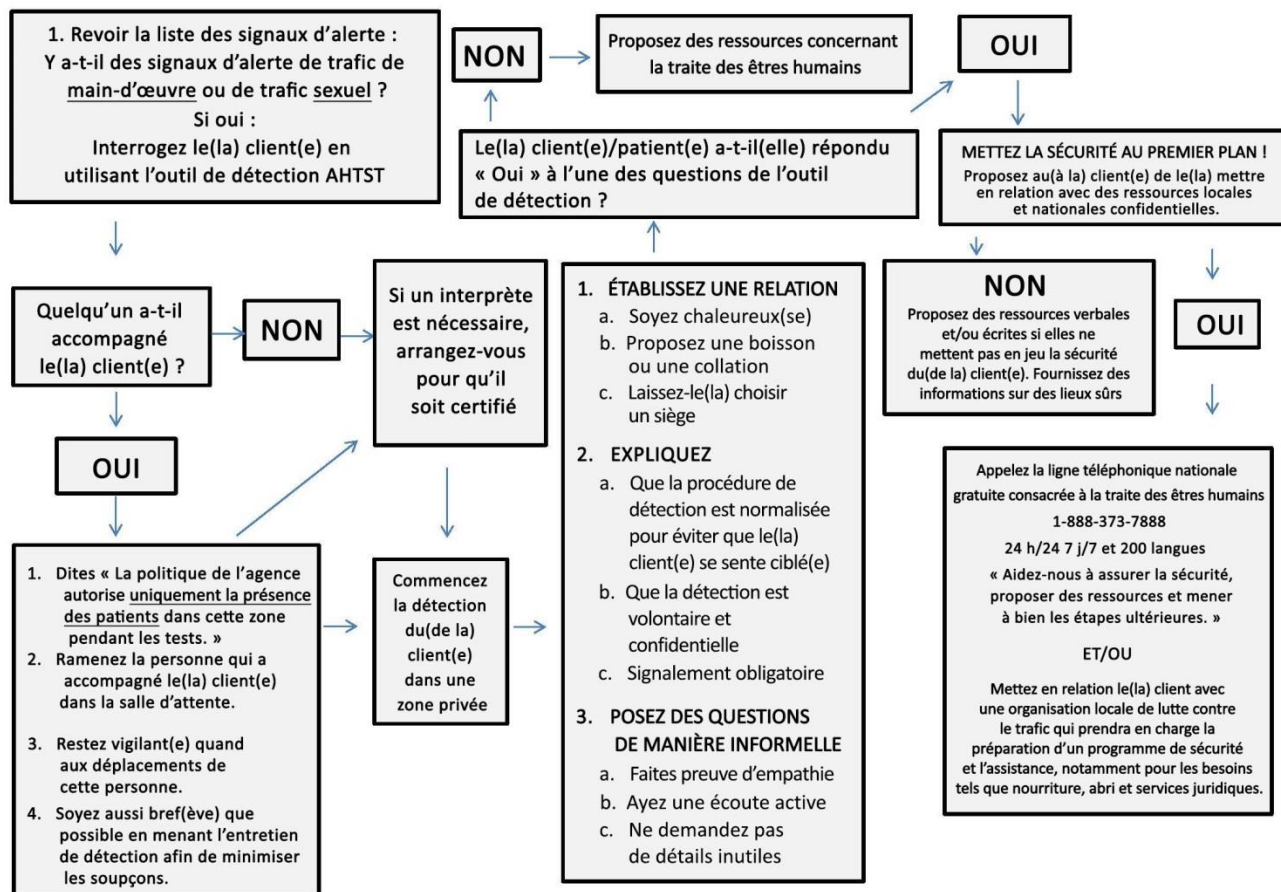 1. Revoir la liste des signaux d'alerte :
Y a-t-il des signaux d'alerte de trafic de
main-d'œuvre ou de trafic sexuel ?
Si oui :
Interrogez le(la) client(e) en
utilisant l'outil de détection AHTST
Quelqu'un a-t-il
accompagné
le(la) client(e) ?
NON
OUI
1. Dites « La politique de l'agence
autorise uniquement la présence
des patients dans cette zone
pendant les tests. »
2. Ramenez la personne qui a
accompagné le(la) client(e)
dans la salle d'attente.
3. Restez vigilant(e) quand
aux déplacements de
cette personne.
4. Soyez aussi bref(ève) que
possible en menant l'entretien
de détection afin de minimiser
les soupçons.
Si un interprète
est nécessaire,
arrangez-vous
pour qu'il
soit certifié
Commencez
la détection
du(de la)
client(e)
dans une
zone privée
1. ÉTABLISSEZ UNE RELATION
a. Soyez chaleureux(se)
b. Proposez une boisson
ou une collation
c. Laissez-le(la) choisir
un siège
2. EXPLIQUEZ
a. Que la procédure de
détection est normalisée
pour éviter que le(la)
client(e) se sente ciblé(e)
b. Que la détection est
volontaire et
confidentielle
c. Signalement obligatoire
3. POSEZ DES QUESTIONS
DE MANIÈRE INFORMELLE
a. Faites preuve d'empathie
b. Ayez une écoute active
c. Ne demandez pas
de détails inutiles
Le(la) client(e)/patient(e) a-t-il(elle) répondu
« Oui » à l'une des questions de l'outil
de détection ?
NON
Proposez des ressources concernant
la traite des êtres humains
OUI
METTEZ LA SÉCURITÉ AU PREMIER PLAN !
Proposez au(à la) client(e) de le(la) mettre
en relation avec des ressources locales
et nationales confidentielles.
NON
Proposez des ressources verbales
et/ou écrites si elles ne
mettent pas en jeu la sécurité
du(de la) client(e). Fournissez des
informations sur des lieux sûrs
OUI
Appelez la ligne téléphonique nationale
gratuite consacrée à la traite des êtres humains
1-888-373-7888
24 h/24 7 j/7 et 200 langues
« Aidez-nous à assurer la sécurité,
proposer des ressources et mener
à bien les étapes ultérieures. »
ET/OU
Mettez en relation le(la) client avec
une organisation locale de lutte contre
le trafic qui prendra en charge la
préparation d'un programme de sécurité
et l'assistance, notamment pour les besoins
tels que nourriture, abri et services juridiques.